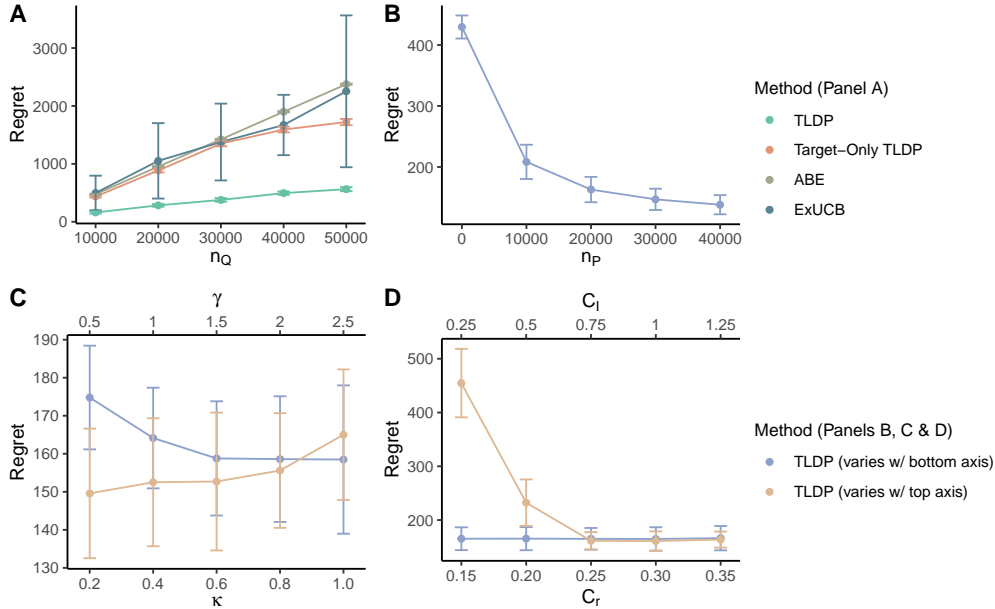 A
Regret
3000
2000
1000
0
10000 20000 30000 40000 50000
n_Q
B
Regret
400
300
200
0 10000 20000 30000 40000
n_P
Method (Panel A)
TLDP
Target−Only TLDP
ABE
ExUCB
C
γ
0.5 1 1.5 2 2.5
Regret
190
180
170
160
150
140
130
0.2 0.4 0.6 0.8 1.0
κ
D
C_l
0.25 0.5 0.75 1 1.25
Regret
500
400
300
200
0.15 0.20 0.25 0.30 0.35
C_r
Method (Panels B, C & D)
TLDP (varies w/ bottom axis)
TLDP (varies w/ top axis)